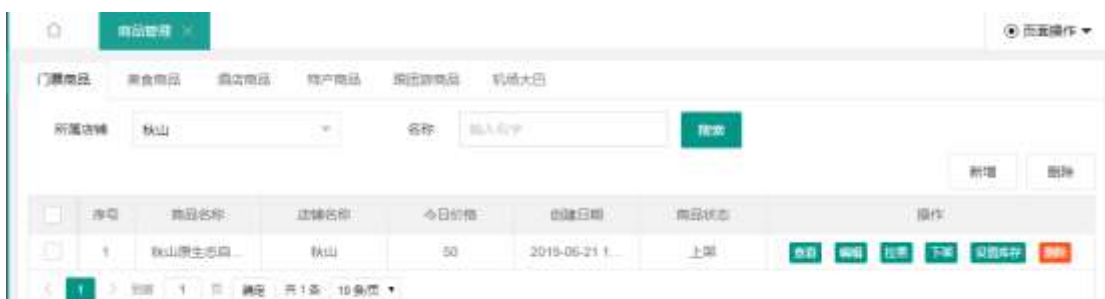 商品管理 ×
页面操作
门票商品 美食商品 酒店商品 特产商品 跟团游商品 机场大巴
所属店铺 秋山 名称 输入名字 搜索
新增 删除
序号 商品名称 店铺名称 今日价格 创建日期 商品状态 操作
1 秋山原生态自... 秋山 50 2019-06-21 1... 上架 查看 编辑 拉黑 下架 设置库存 删除
1 到第 1 页 确定 共1条 10条/页